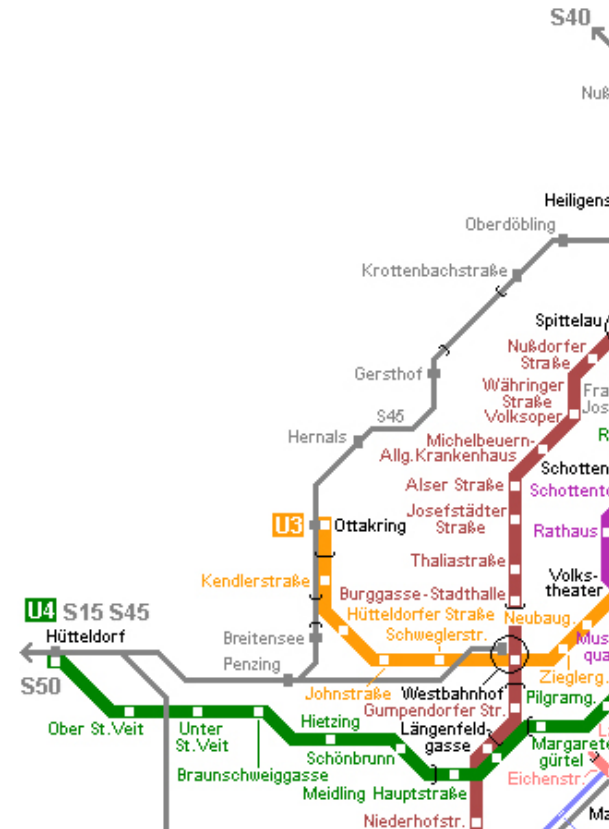 S40
Oberdöbling
Krottenbachstraße
Spittelau
Nußdorfer
Straße
Gersthof
Währinger
Straße
Volksoper
S45
Hernals
Michelbeuern-
Allg.Krankenhaus
Alser Straße
Josefstädter
Straße
U3
Ottakring
Rathaus
Thaliastraße
Kendlerstraße
Volks-
theater
Burggasse-Stadthalle
U4 S15 S45
Hütteldorfer Straße
Neubaug.
Hütteldorf
Breitensee
Schweglerstr.
Penzing
Zieglerg.
S50
Johnstraße
Westbahnhof
Pilgramg.
Gumpendorfer Str.
Ober St.Veit
Unter
St.Veit
Hietzing
Längenfeld-
gasse
Schönbrunn
gürtel
Braunschweiggasse
Eichenstr.
Meidling Hauptstraße
Niederhofstr.